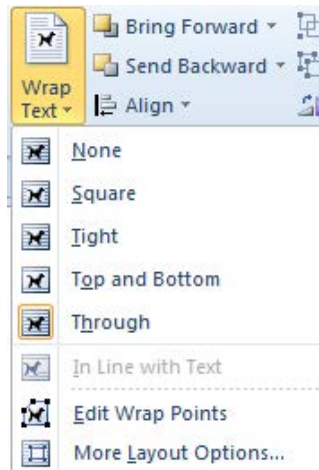 Bring Forward
Send Backward
Wrap
Text
Align
None
Square
Tight
Top and Bottom
Through
In Line with Text
Edit Wrap Points
More Layout Options...